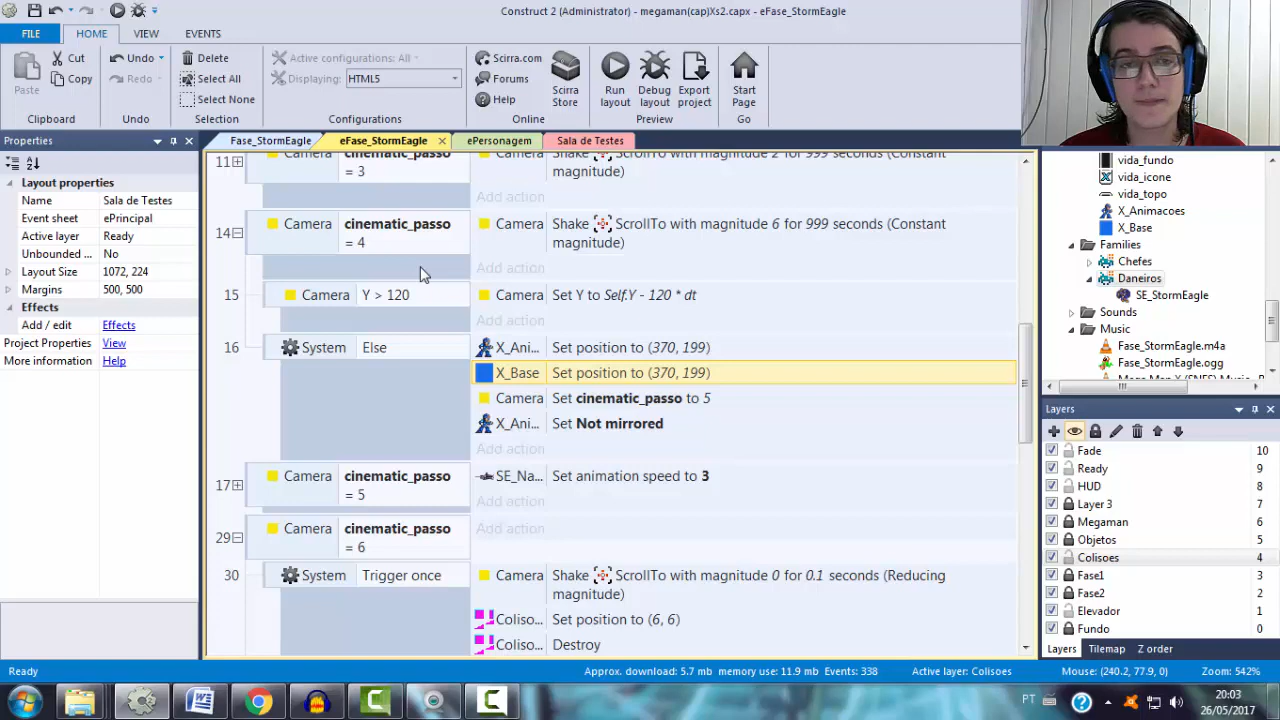 Construct 2 (Administrator) - megaman(cap)Xs2.capx - eFase_StormEagle
FILE HOME VIEW EVENTS
Paste Cut Copy
Undo Redo
Delete Select All Select None
Active configurations: All
Displaying: HTML5
Scirra.com Forums Help
Scirra Store
Run layout Debug layout Export project Start Page
Clipboard Undo Selection Configurations Online Preview Go
Properties
Fase_StormEagle eFase_StormEagle ePersonagem Sala de Testes
Layout properties
Name Sala de Testes
Event sheet ePrincipal
Active layer Ready
Unbounded ... No
Layout Size 1072, 224
Margins 500, 500
Effects
Add / edit Effects
Project Properties View
More information Help
11 Camera cinematic_passo = 3 Camera Shake ScrollTo with magnitude 2 for 999 seconds (Constant magnitude)
Add action
14 Camera cinematic_passo = 4 Camera Shake ScrollTo with magnitude 6 for 999 seconds (Constant magnitude)
Add action
15 Camera Y > 120 Camera Set Y to Self.Y - 120 * dt
Add action
16 System Else X_Ani... Set position to (370, 199)
X_Base Set position to (370, 199)
Camera Set cinematic_passo to 5
X_Ani... Set Not mirrored
Add action
17 Camera cinematic_passo = 5 SE_Na... Set animation speed to 3
Add action
29 Camera cinematic_passo = 6 Add action
30 System Trigger once Camera Shake ScrollTo with magnitude 0 for 0.1 seconds (Reducing magnitude)
Coliso... Set position to (6, 6)
Coliso... Destroy
vida_fundo
vida_icone
vida_topo
X_Animacoes
X_Base
Families
Chefes
Daneiros
SE_StormEagle
Sounds
Music
Fase_StormEagle.m4a
Fase_StormEagle.ogg
Layers
Fade 10
Ready 9
HUD 8
Layer 3 7
Megaman 6
Objetos 5
Colisoes 4
Fase1 3
Fase2 2
Elevador 1
Fundo 0
Layers Tilemap Z order
Ready Approx. download: 5.7 mb memory use: 11.9 mb Events: 338 Active layer: Colisoes Mouse: (240.2, 77.9, 0) Zoom: 542%
PT 20:03
26/05/2017